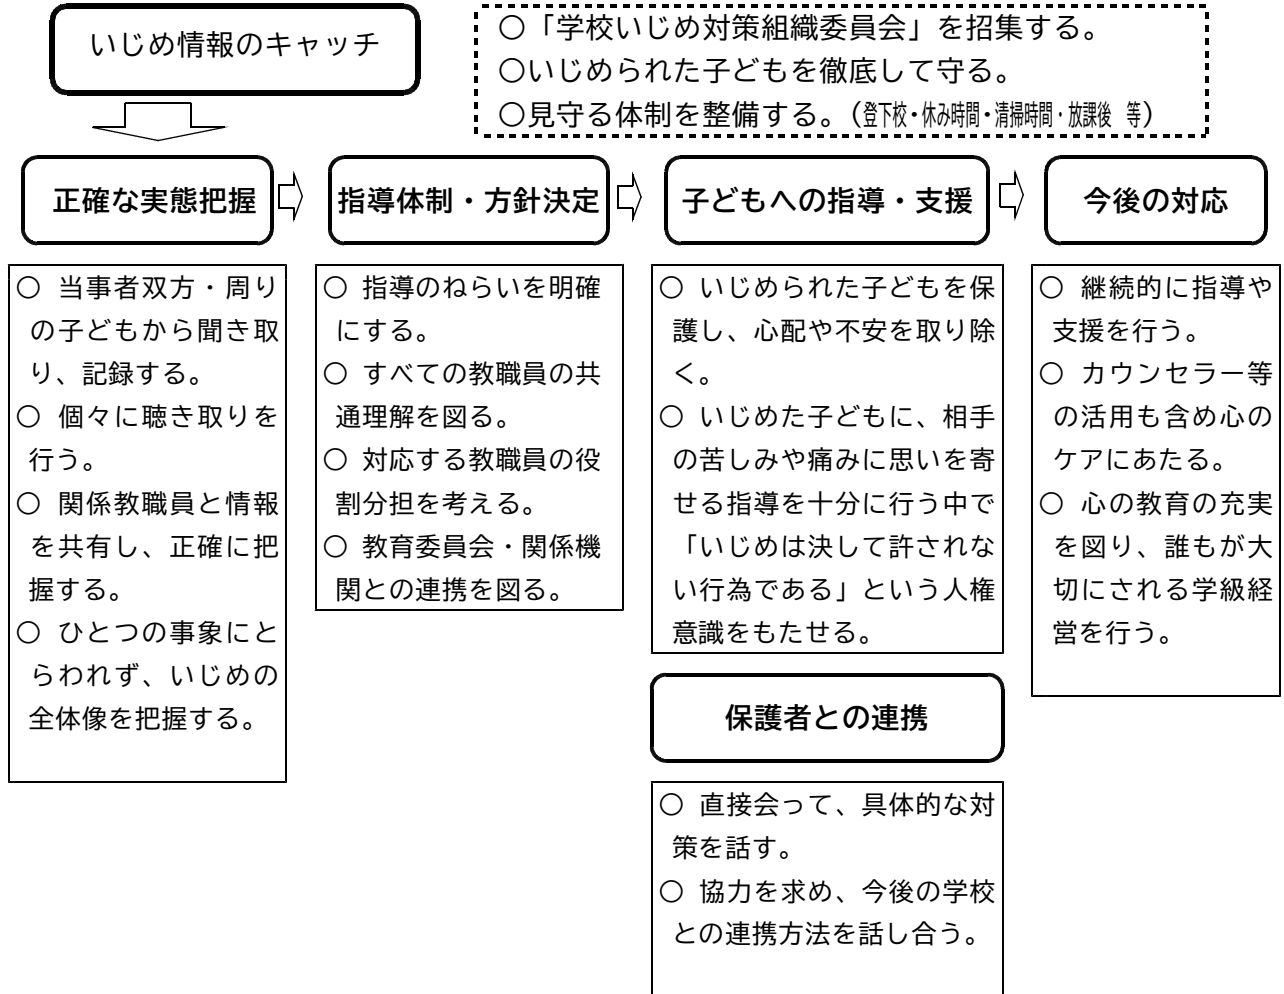 いじめ情報のキャッチ
○「学校いじめ対策組織委員会」を招集する。
○いじめられた子どもを徹底して守る。
○見守る体制を整備する。（登下校・休み時間・清掃時間・放課後 等）
正確な実態把握
指導体制・方針決定
子どもへの指導・支援
今後の対応
○ 当事者双方・周り
の子どもから聞き取
り、記録する。
○ 個々に聴き取りを
行う。
○ 関係教職員と情報
を共有し、正確に把
握する。
○ ひとつの事象にと
らわれず、いじめの
全体像を把握する。
○ 指導のねらいを明確
にする。
○ すべての教職員の共
通理解を図る。
○ 対応する教職員の役
割分担を考える。
○ 教育委員会・関係機
関との連携を図る。
○ いじめられた子どもを保
護し、心配や不安を取り除
く。
○ いじめた子どもに、相手
の苦しみや痛みに思いを寄
せる指導を十分に行う中で
「いじめは決して許されな
い行為である」という人権
意識をもたせる。
保護者との連携
○ 直接会って、具体的な対
策を話す。
○ 協力を求め、今後の学校
との連携方法を話し合う。
○ 継続的に指導や
支援を行う。
○ カウンセラー等
の活用も含め心の
ケアにあたる。
○ 心の教育の充実
を図り、誰もが大
切にされる学級経
営を行う。